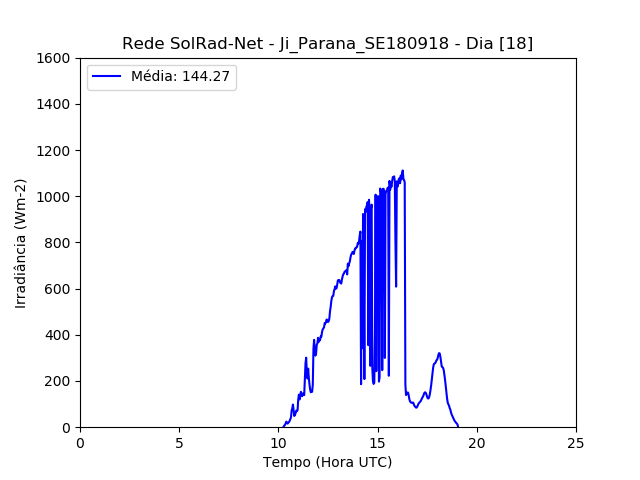 Rede SolRad-Net - Ji_Parana_SE180918 - Dia [18]
Média: 144.27
1600
1400
1200
1000
800
600
400
200
0
Irradiância (Wm-2)
0 5 10 15 20 25
Tempo (Hora UTC)